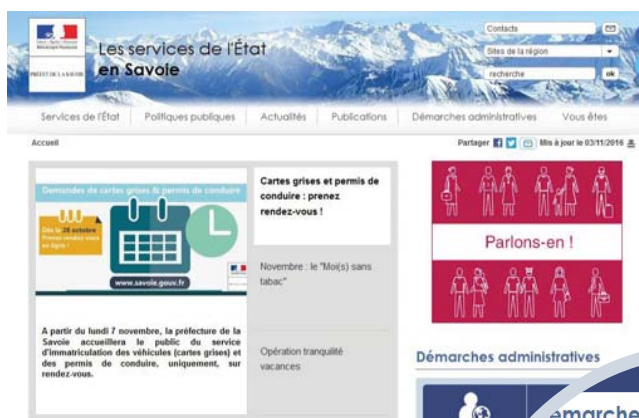 Contacts
PRÉFET DE LA SAVOIE
Les services de l'État
en Savoie
Sites de la région
recherche
ok
Services de l'État
Politiques publiques
Actualités
Publications
Démarches administratives
Vous êtes
Accueil
Partager
Mis à jour le 03/11/2016
Demandes de cartes grises & permis de conduire
Dès le 28 octobre
Prenez rendez-vous
en ligne !
www.savoie.gouv.fr
A partir du lundi 7 novembre, la préfecture de la
Savoie accueillera le public du service
d'immatriculation des véhicules (cartes grises) et
des permis de conduire, uniquement, sur
rendez-vous.
Cartes grises et permis de
conduire : prenez
rendez-vous !
Novembre : le "Moi(s) sans
tabac"
Opération tranquilité
vacances
Parlons-en !
Démarches administratives